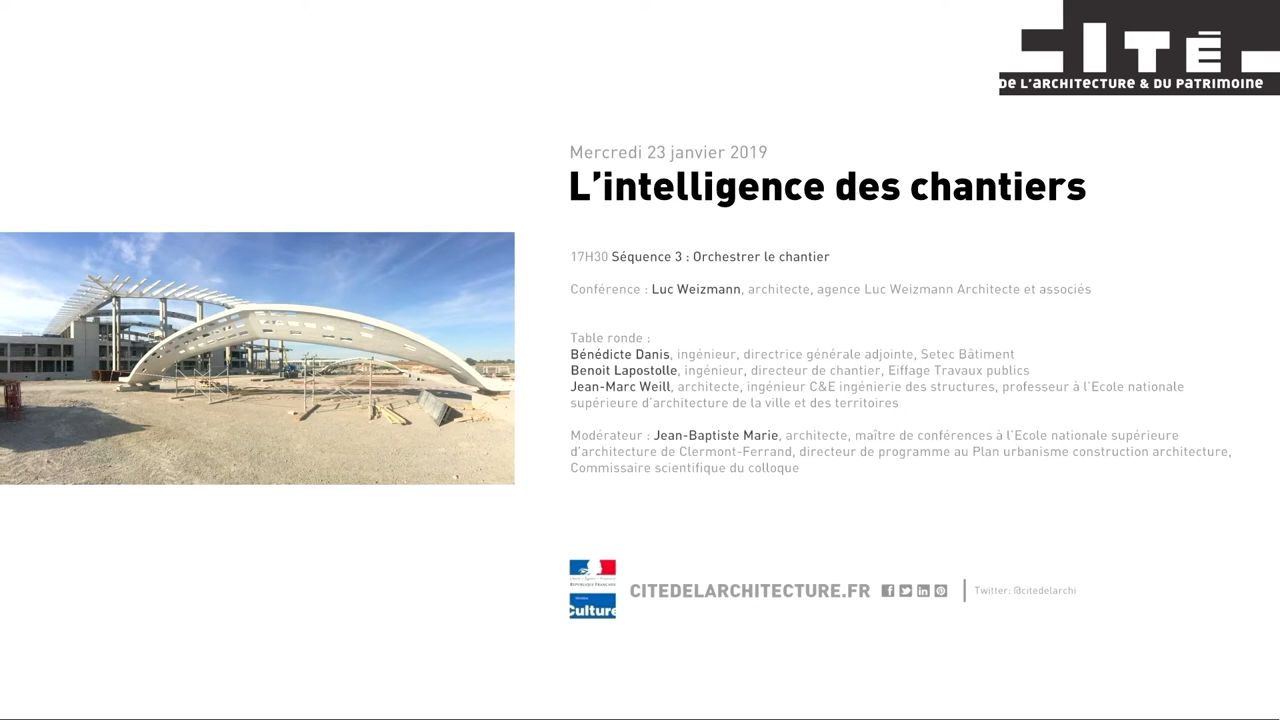 CITÉ
DE L'ARCHITECTURE & DU PATRIMOINE
Mercredi 23 janvier 2019
L'intelligence des chantiers
17H30 Séquence 3 : Orchestrer le chantier
Conférence : Luc Weizmann, architecte, agence Luc Weizmann Architecte et associés
Table ronde :
Bénédicte Danis, ingénieur, directrice générale adjointe, Setec Bâtiment
Benoit Lapostolle, ingénieur, directeur de chantier, Eiffage Travaux publics
Jean-Marc Weill, architecte, ingénieur C&E ingénierie des structures, professeur à l'Ecole nationale
supérieure d'architecture de la ville et des territoires
Modérateur : Jean-Baptiste Marie, architecte, maître de conférences à l'Ecole nationale supérieure
d'architecture de Clermont-Ferrand, directeur de programme au Plan urbanisme construction architecture,
Commissaire scientifique du colloque
RÉPUBLIQUE FRANÇAISE
Culture
CITEDELARCHITECTURE.FR
Twitter: @citedelarchi